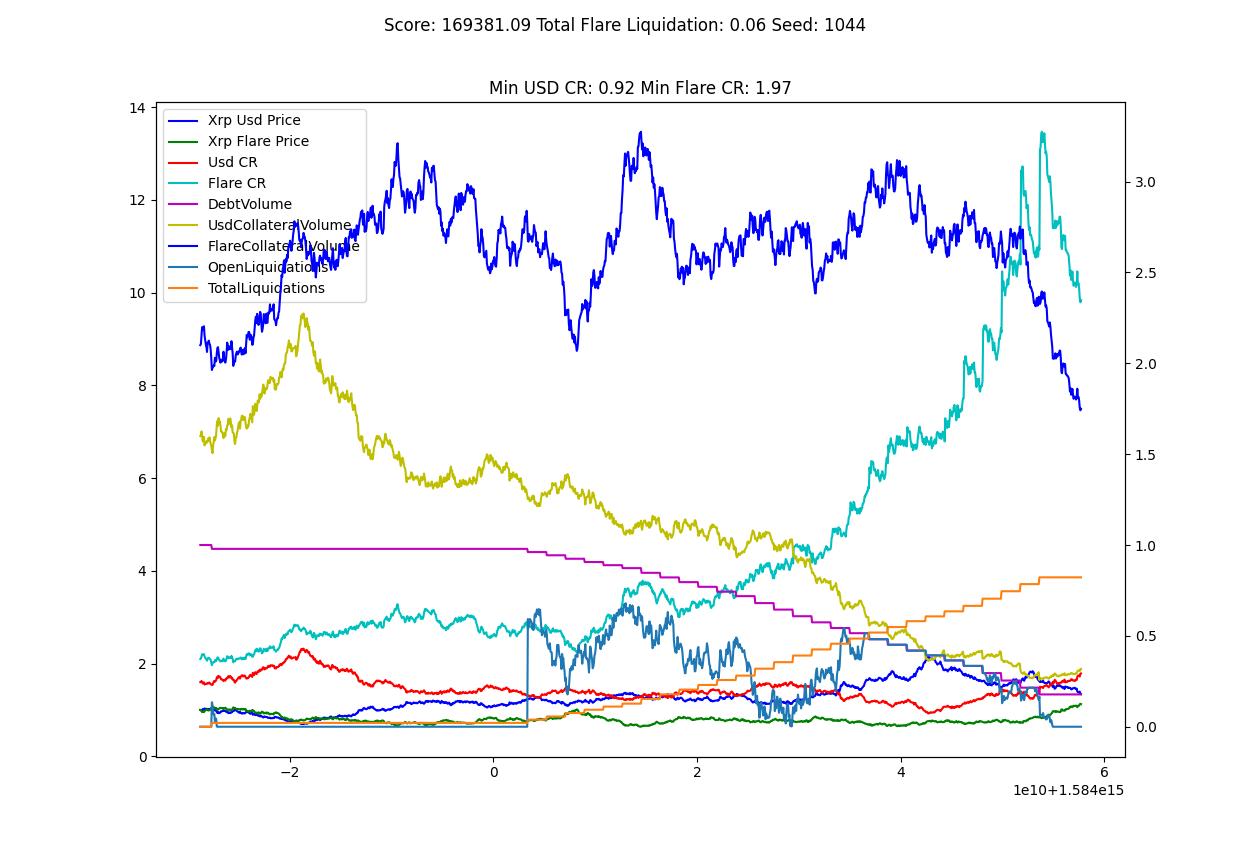 Score: 169381.09 Total Flare Liquidation: 0.06 Seed: 1044
Min USD CR: 0.92 Min Flare CR: 1.97
Xrp Usd Price
Xrp Flare Price
Usd CR
Flare CR
DebtVolume
UsdCollateralVolume
FlareCollateralVolume
OpenLiquidations
TotalLiquidations
14
12
10
8
6
4
2
0
3.0
2.5
2.0
1.5
1.0
0.5
0.0
−2
0
2
4
6
1e10+1.584e15